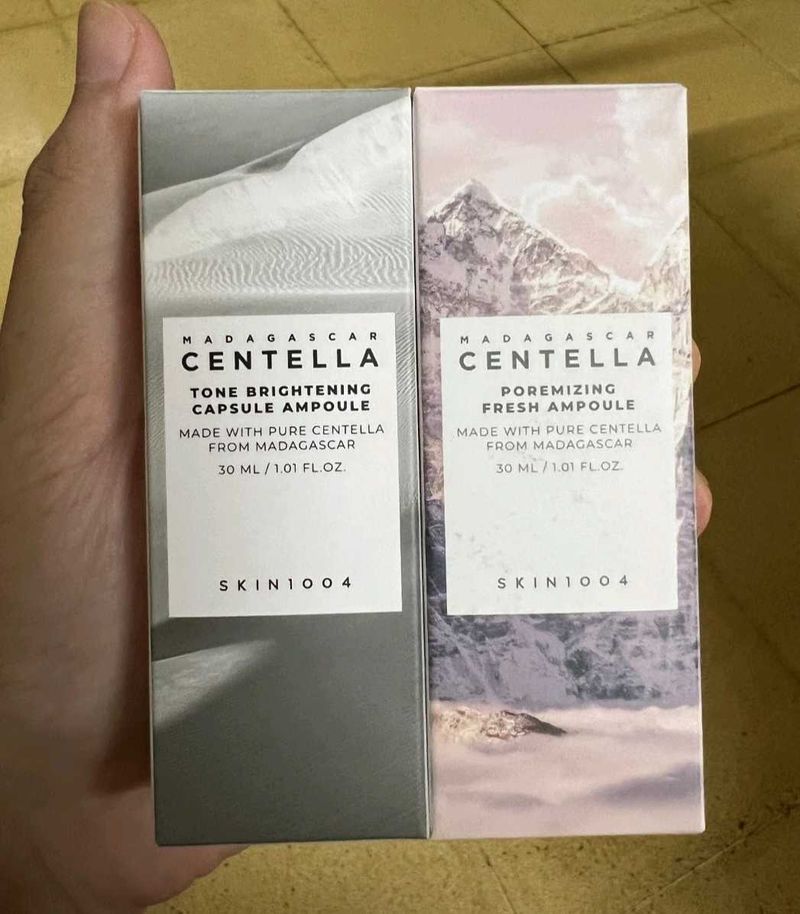 MADAGASCAR
CENTELLA
TONE BRIGHTENING
CAPSULE AMPOULE
MADE WITH PURE CENTELLA
FROM MADAGASCAR
30 ML / 1.01 FL.OZ.
SKIN1004
MADAGASCAR
CENTELLA
POREMIZING
FRESH AMPOULE
MADE WITH PURE CENTELLA
FROM MADAGASCAR
30 ML / 1.01 FL.OZ.
SKIN1004